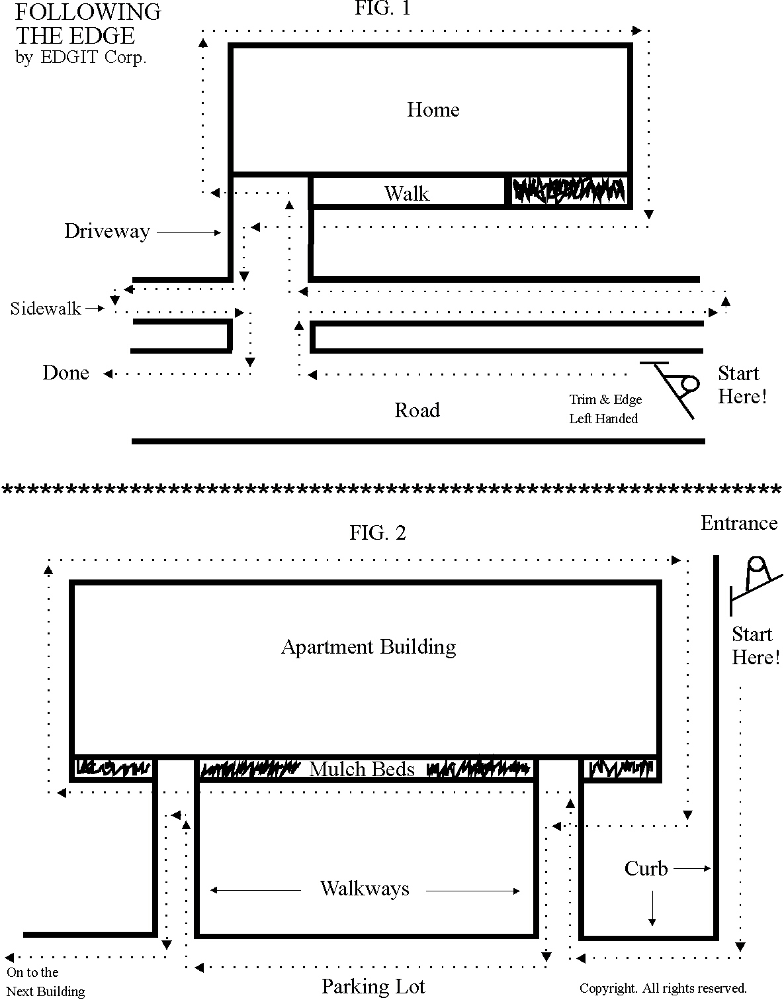 FOLLOWING
THE EDGE
by EDGIT Corp.
FIG. 1
Home
Walk
Driveway
Sidewalk
Done
Start
Here!
Trim & Edge
Left Handed
Road
*************************************************************
FIG. 2
Entrance
Apartment Building
Start
Here!
Mulch Beds
Curb
Walkways
On to the
Next Building
Parking Lot
Copyright. All rights reserved.